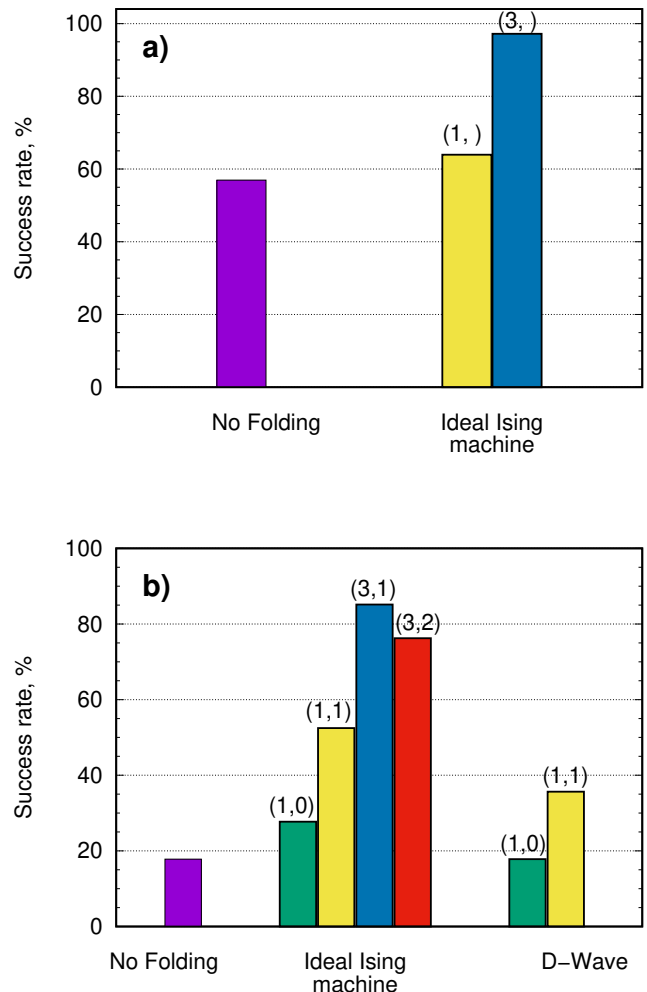 a)
Success rate, %
100
80
60
40
20
0
(1, )
(3, )
No Folding
Ideal Ising
machine
b)
Success rate, %
100
80
60
40
20
0
(1,0)
(1,1)
(3,1)
(3,2)
(1,0)
(1,1)
No Folding
Ideal Ising
machine
D−Wave